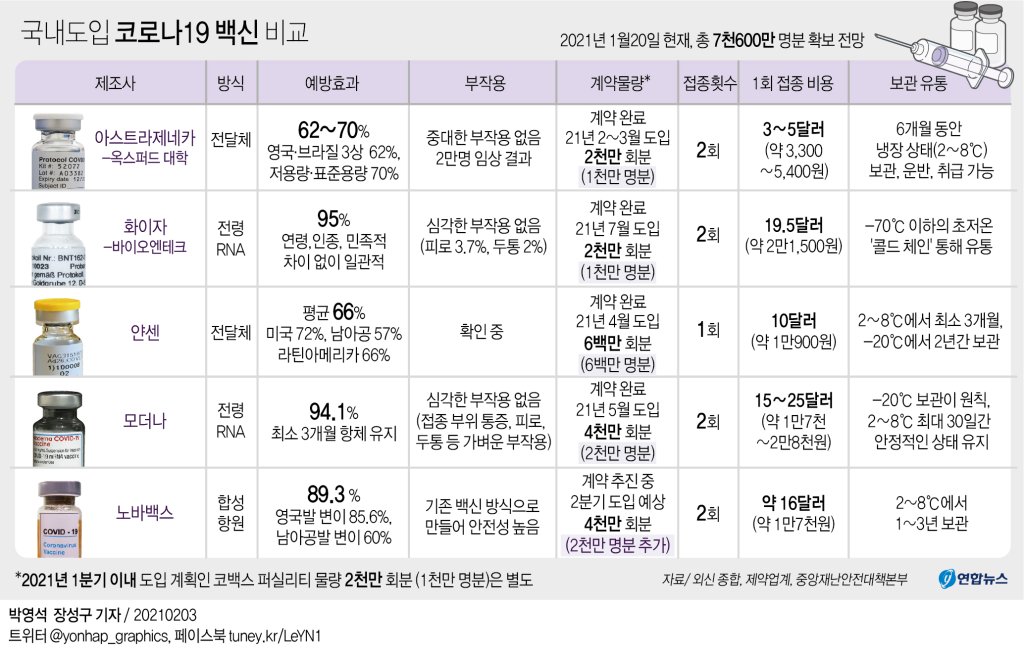 국내도입 코로나19 백신 비교
2021년 1월20일 현재, 총 7천600만 명분 확보 전망
제조사 방식 예방효과 부작용 계약물량* 접종횟수 1회 접종 비용 보관 유통
아스트라제네카
-옥스퍼드 대학
전달체
62~70%
영국·브라질 3상 62%,
저용량·표준용량 70%
중대한 부작용 없음
2만명 임상 결과
계약 완료
21년 2~3월 도입
2천만 회분
(1천만 명분)
2회
3~5달러
(약 3,300
~5,400원)
6개월 동안
냉장 상태(2~8℃)
보관, 운반, 취급 가능
Protocol COV
Kit #: 52077
Lot #: A03382
Expiry date 12/
Subject ID
화이자
-바이오엔테크
전령
RNA
95%
연령, 인종, 민족적
차이 없이 일관적
심각한 부작용 없음
(피로 3.7%, 두통 2%)
계약 완료
21년 7월 도입
2천만 회분
(1천만 명분)
2회
19.5달러
(약 2만1,500원)
-70℃ 이하의 초저온
'콜드 체인' 통해 유통
koll Nr.: BNT162
10023 Prot
gemäß Protokoll
Goldgrube 12, D-
얀센
전달체
평균 66%
미국 72%, 남아공 57%
라틴아메리카 66%
확인 중
계약 완료
21년 4월 도입
6백만 회분
(6백만 명분)
1회
10달러
(약 1만900원)
2~8℃에서 최소 3개월,
-20℃에서 2년간 보관
모더나
전령
RNA
94.1%
최소 3개월 항체 유지
심각한 부작용 없음
(접종 부위 통증, 피로,
두통 등 가벼운 부작용)
계약 완료
21년 5월 도입
4천만 회분
(2천만 명분)
2회
15~25달러
(약 1만7천
~2만8천원)
-20℃ 보관이 원칙,
2~8℃ 최대 30일간
안정적인 상태 유지
derna COVID-19
Vaccine
노바백스
합성
항원
89.3 %
영국발 변이 85.6%,
남아공발 변이 60%
기존 백신 방식으로
만들어 안전성 높음
계약 추진 중
2분기 도입 예상
4천만 회분
(2천만 명분 추가)
2회
약 16달러
(약 1만7천원)
2~8℃에서
1~3년 보관
COVID - 19
Coronavirus
Vaccine
*2021년 1분기 이내 도입 계획인 코백스 퍼실리티 물량 2천만 회분 (1천만 명분)은 별도
자료/ 외신 종합, 제약업계, 중앙재난안전대책본부
연합뉴스
박영석 장성구 기자 / 20210203
트위터 @yonhap_graphics, 페이스북 tuney.kr/LeYN1